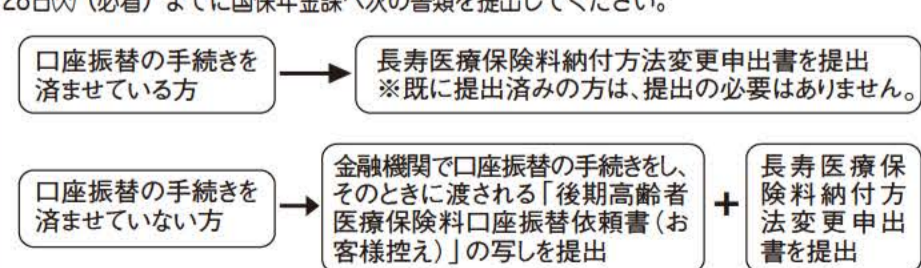 28日㈫（必着）までに国保年金課へ次の書類を提出してください。
口座振替の手続きを
済ませている方
長寿医療保険料納付方法変更申出書を提出
※既に提出済みの方は、提出の必要はありません。
口座振替の手続きを
済ませていない方
金融機関で口座振替の手続きをし、
そのときに渡される「後期高齢者
医療保険料口座振替依頼書（お
客様控え）」の写しを提出
+
長寿医療保
険料納付方
法変更申出
書を提出